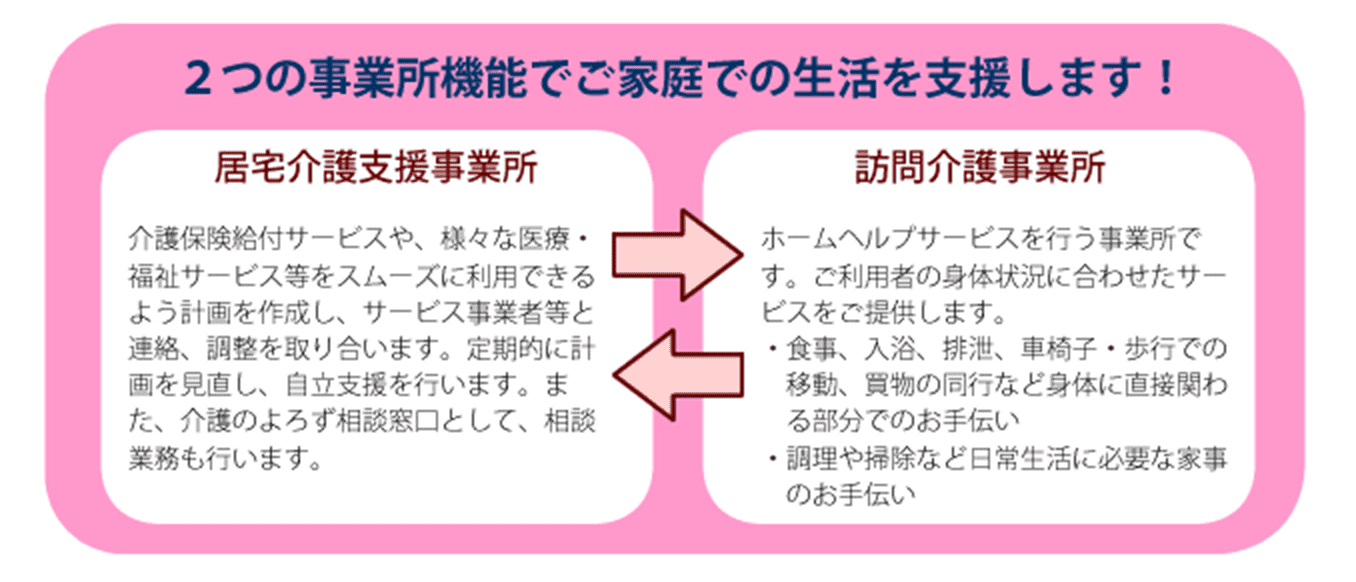 ２つの事業所機能でご家庭での生活を支援します！
居宅介護支援事業所
介護保険給付サービスや、様々な医療・
福祉サービス等をスムーズに利用できる
よう計画を作成し、サービス事業者等と
連絡、調整を取り合います。定期的に計
画を見直し、自立支援を行います。ま
た、介護のよろず相談窓口として、相談
業務も行います。
訪問介護事業所
ホームヘルプサービスを行う事業所で
す。ご利用者の身体状況に合わせたサー
ビスをご提供します。
・食事、入浴、排泄、車椅子・歩行での
移動、買物の同行など身体に直接関わ
る部分でのお手伝い
・調理や掃除など日常生活に必要な家事
のお手伝い